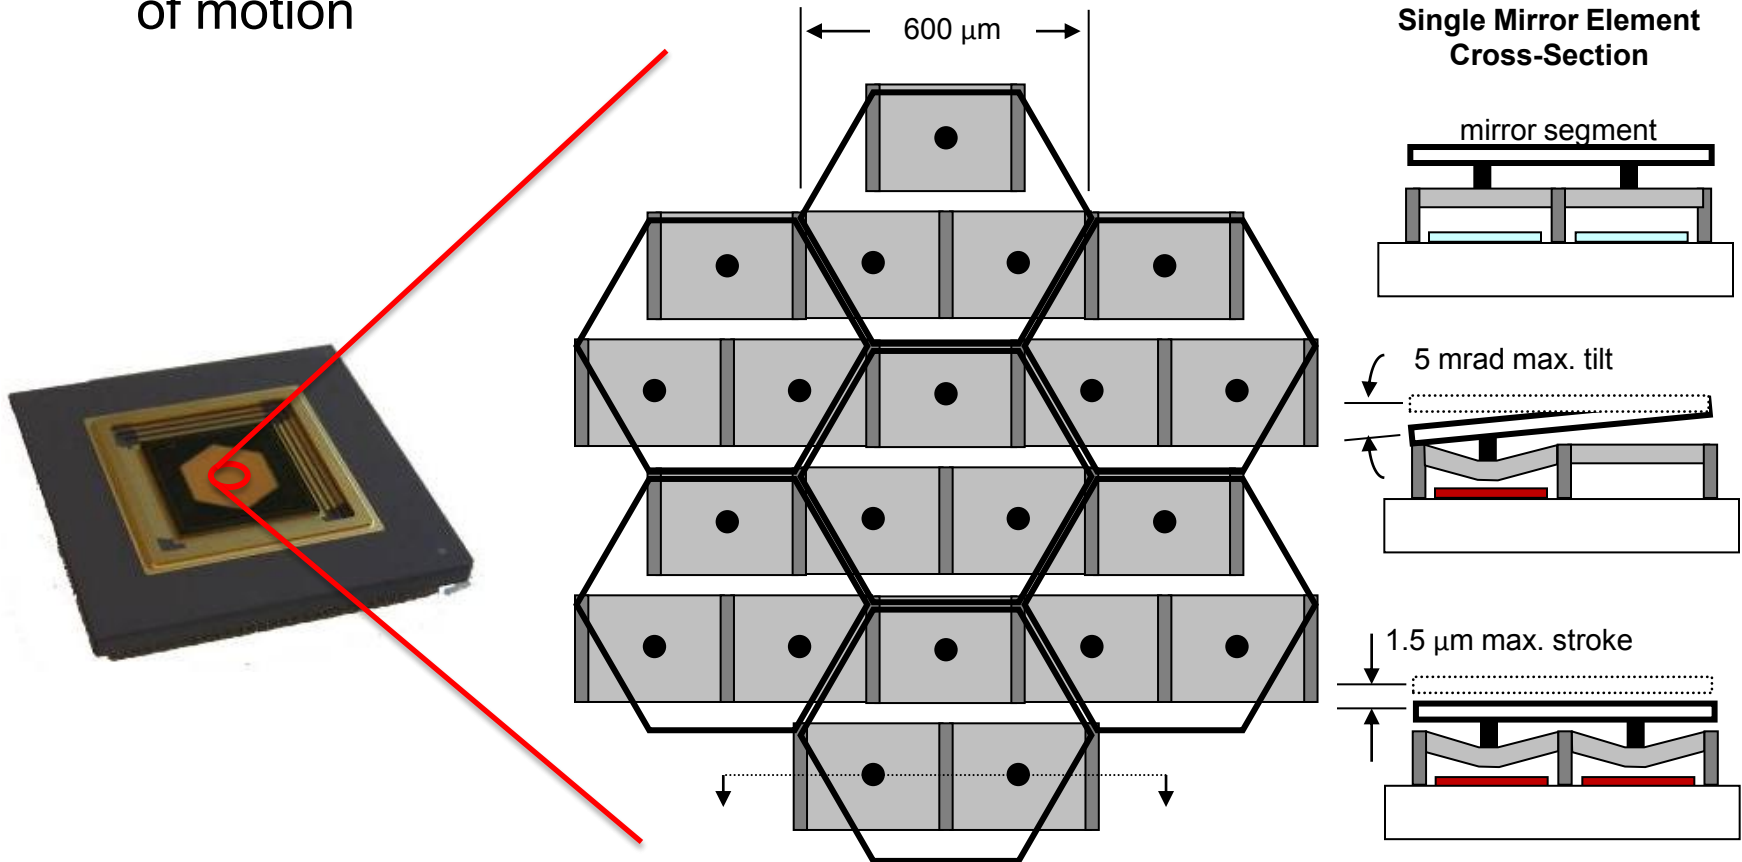 of motion
600 μm
Single Mirror Element
Cross-Section
mirror segment
5 mrad max. tilt
1.5 μm max. stroke